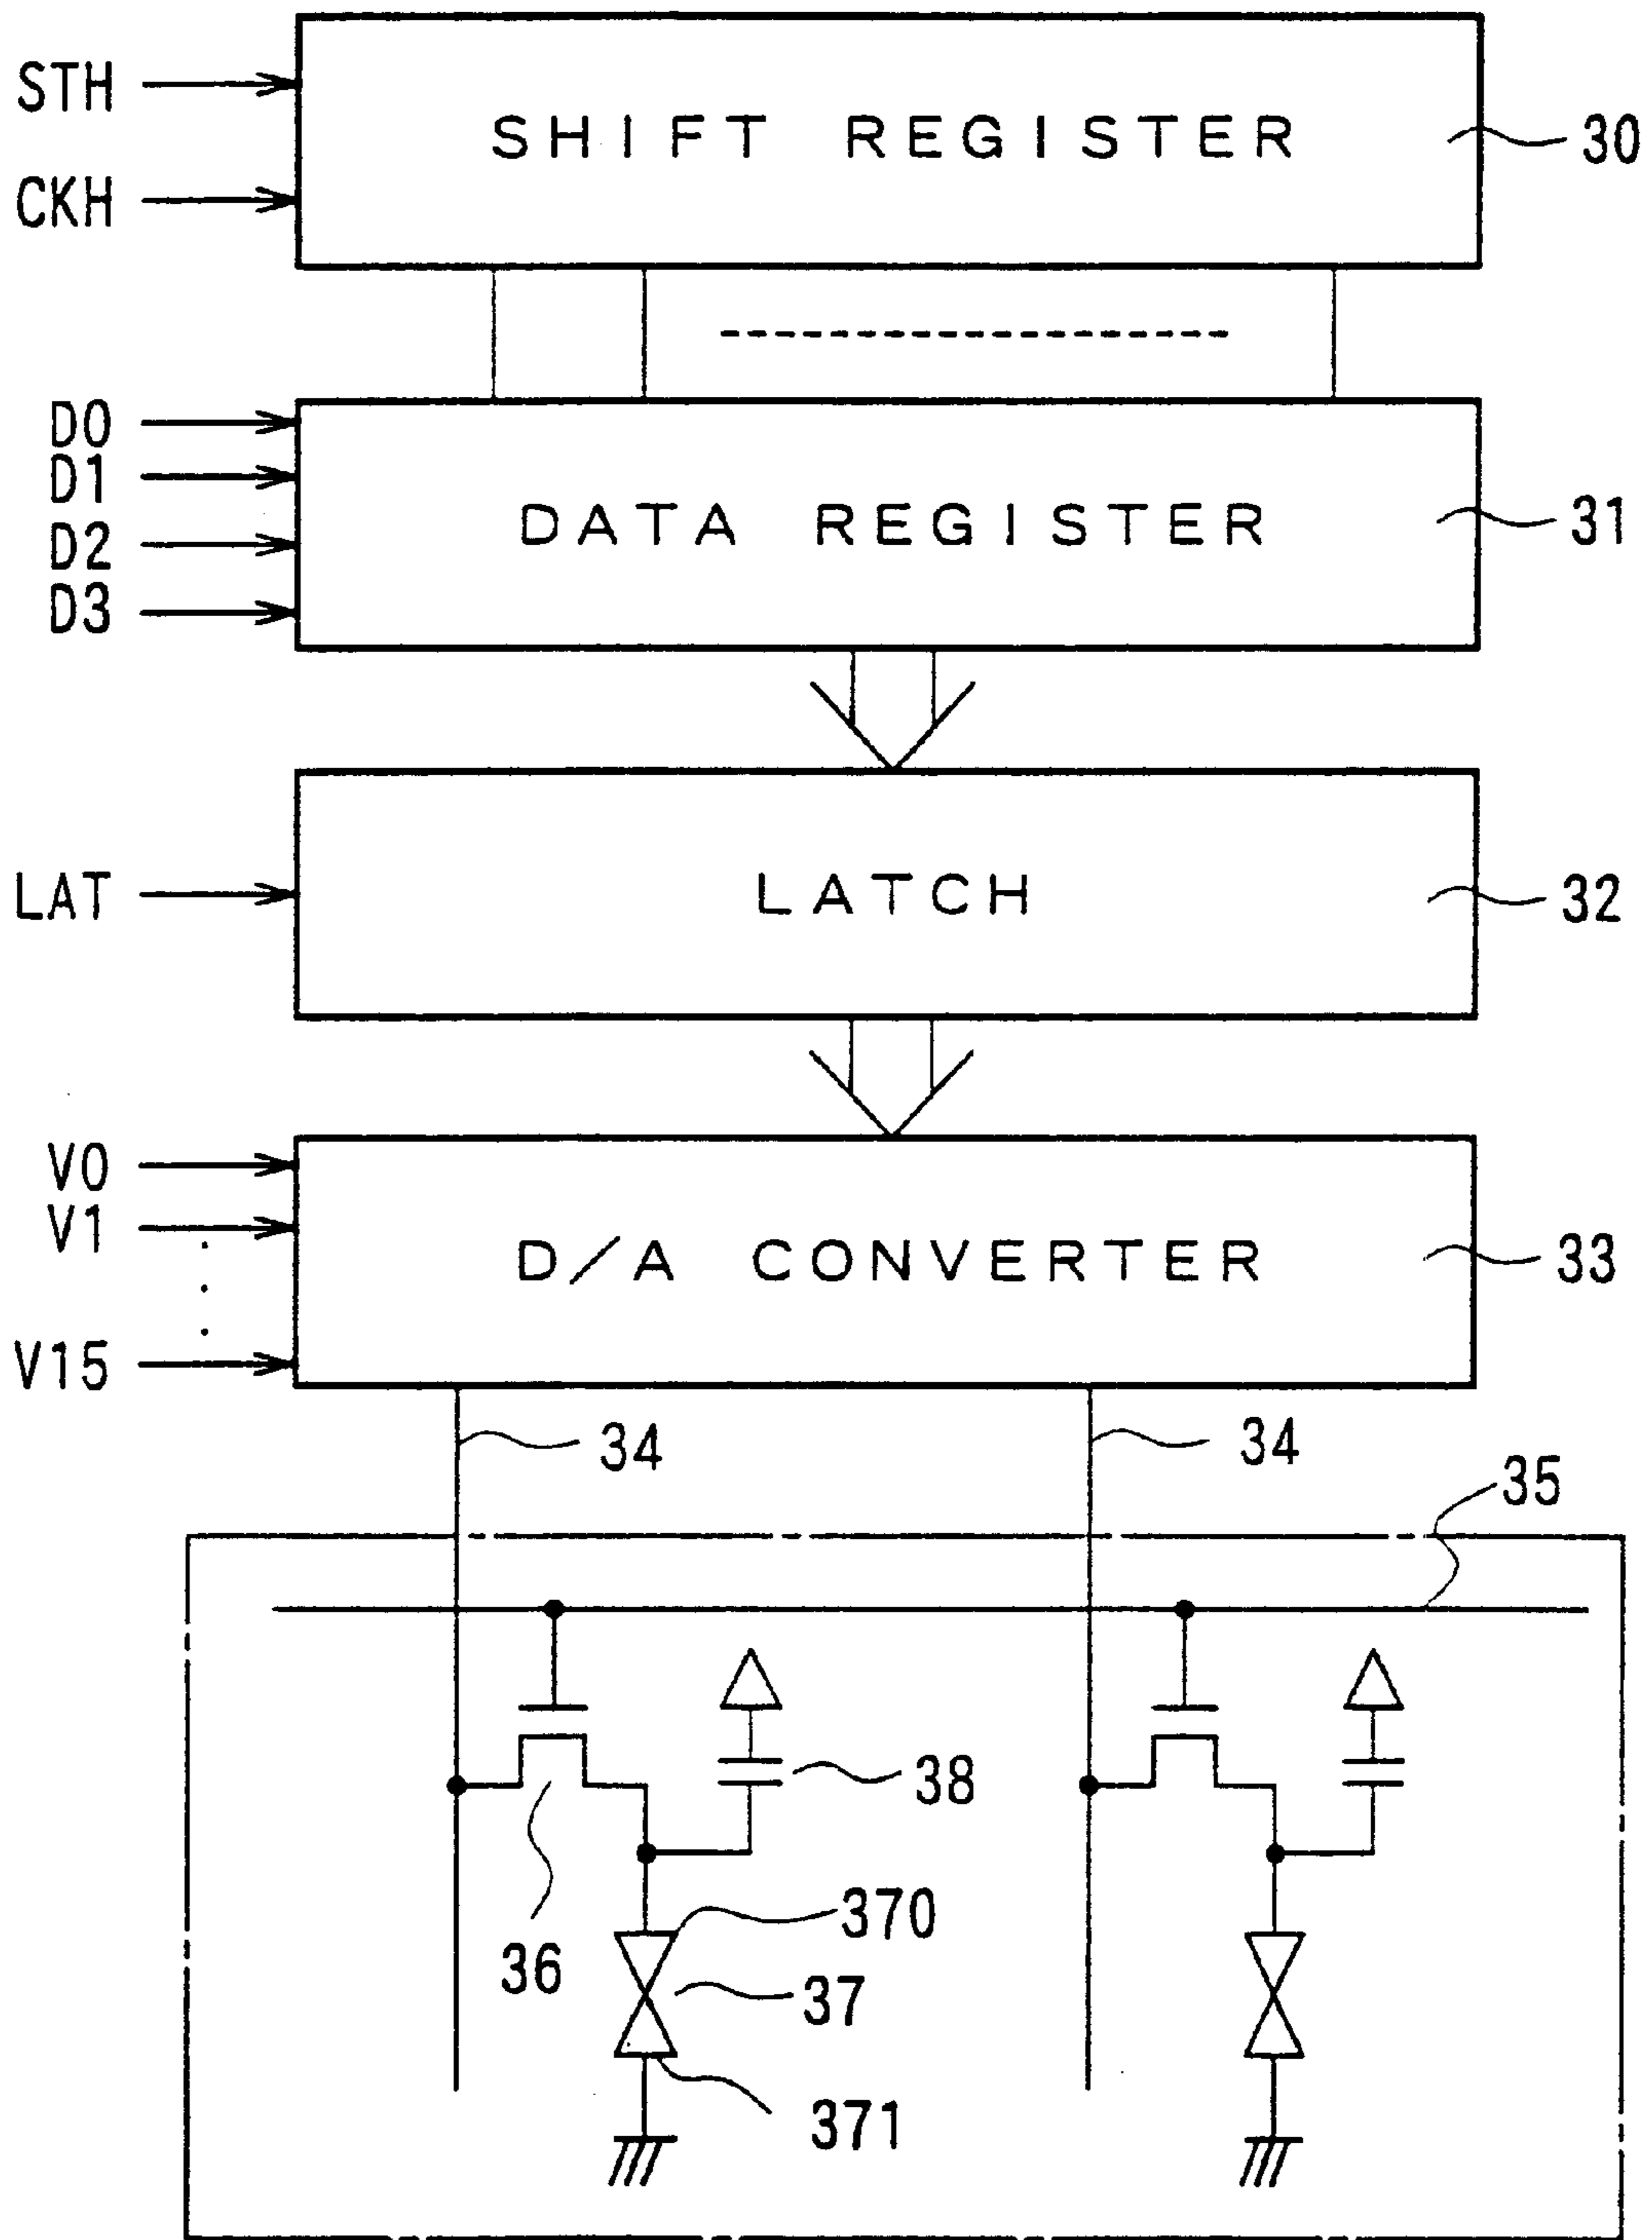 STH
SHIFT REGISTER
30
CKH
D0
D1
DATA REGISTER
31
D2
D3
LATCH
LAT
32
V0
V1
D/A CONVERTER
33
V15
34
34
35
38
370
36
37
371